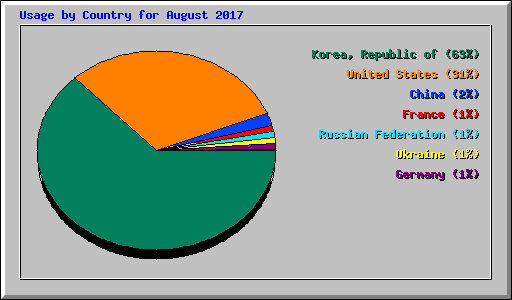 Usage by Country for August 2017
Korea, Republic of (63%)
United States (31%)
China (2%)
France (1%)
Russian Federation (1%)
Ukraine (1%)
Germany (1%)